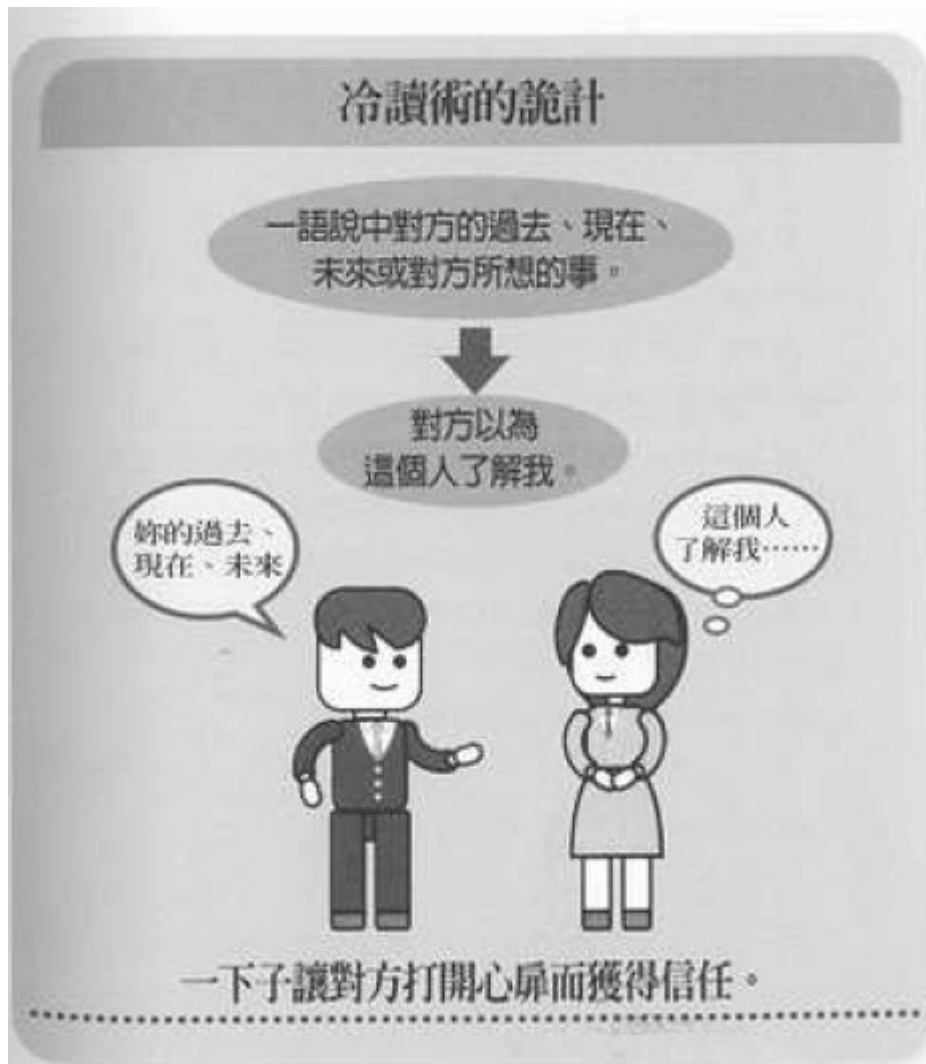 冷讀術的詭計
一語說中對方的過去、現在、
未來或對方所想的事。
對方以為
這個人了解我。
妳的過去、
現在、未來
這個人
了解我……
一下子讓對方打開心扉而獲得信任。